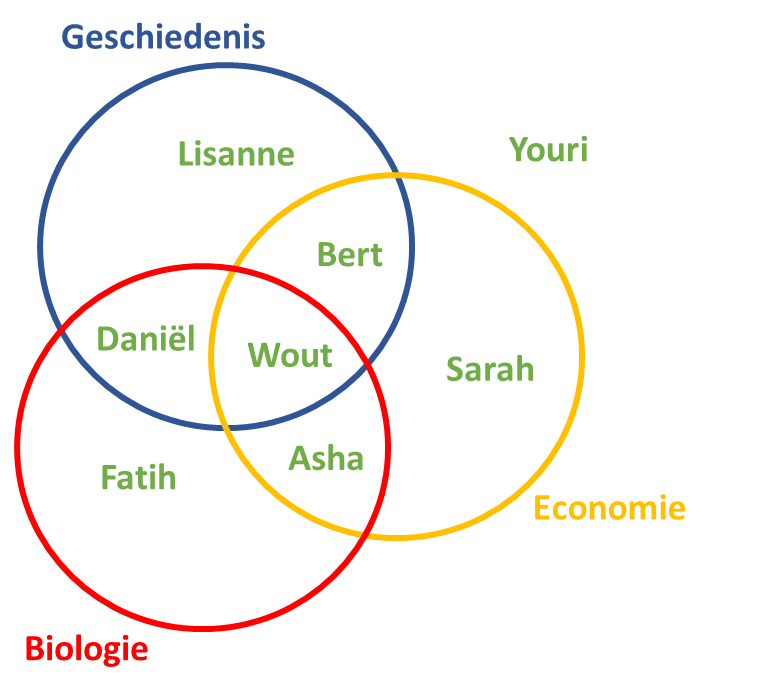 Geschiedenis
Lisanne
Youri
Bert
Daniël
Wout
Sarah
Asha
Fatih
Economie
Biologie